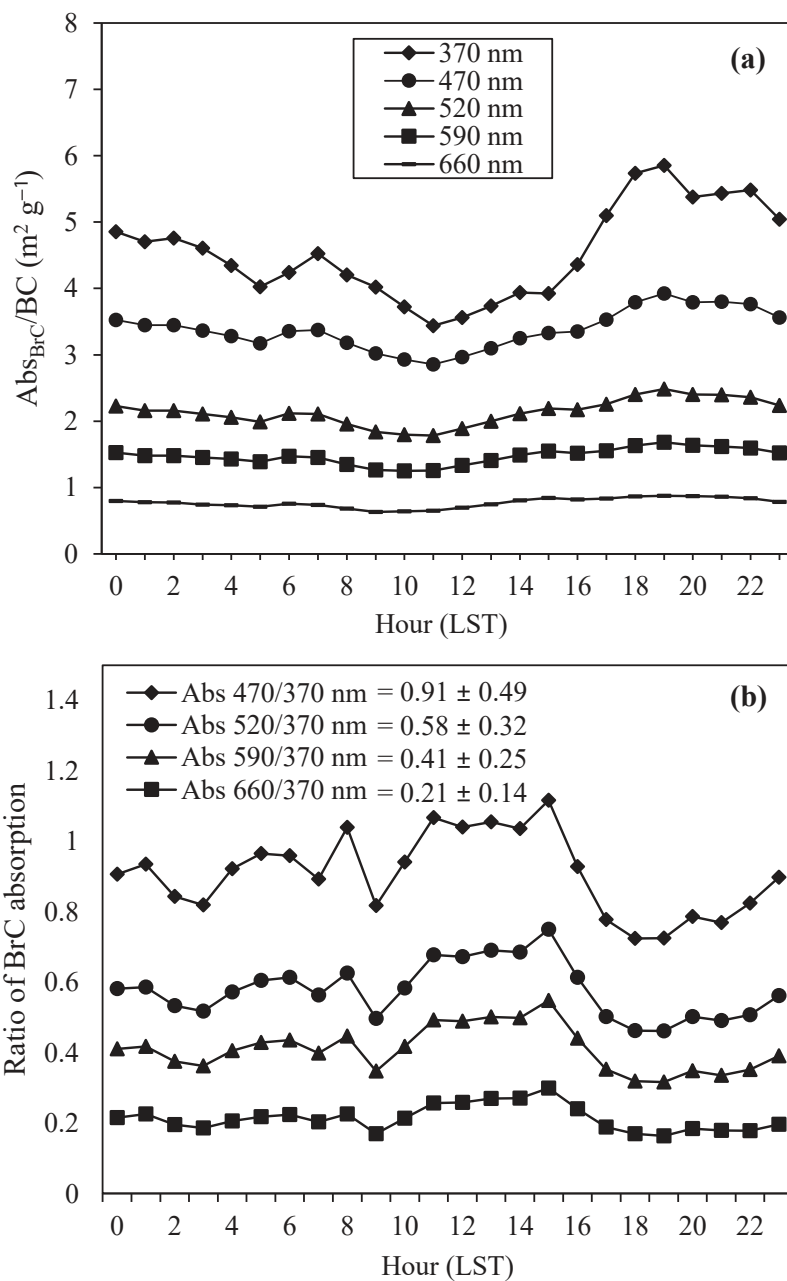 8
(a)
370 nm
470 nm
520 nm
590 nm
660 nm
7
6
5
4
3
2
1
0
Abs_BrC/BC (m² g⁻¹)
0 2 4 6 8 10 12 14 16 18 20 22
Hour (LST)
(b)
Abs 470/370 nm = 0.91 ± 0.49
Abs 520/370 nm = 0.58 ± 0.32
Abs 590/370 nm = 0.41 ± 0.25
Abs 660/370 nm = 0.21 ± 0.14
1.4
1.2
1
0.8
0.6
0.4
0.2
0
Ratio of BrC absorption
0 2 4 6 8 10 12 14 16 18 20 22
Hour (LST)